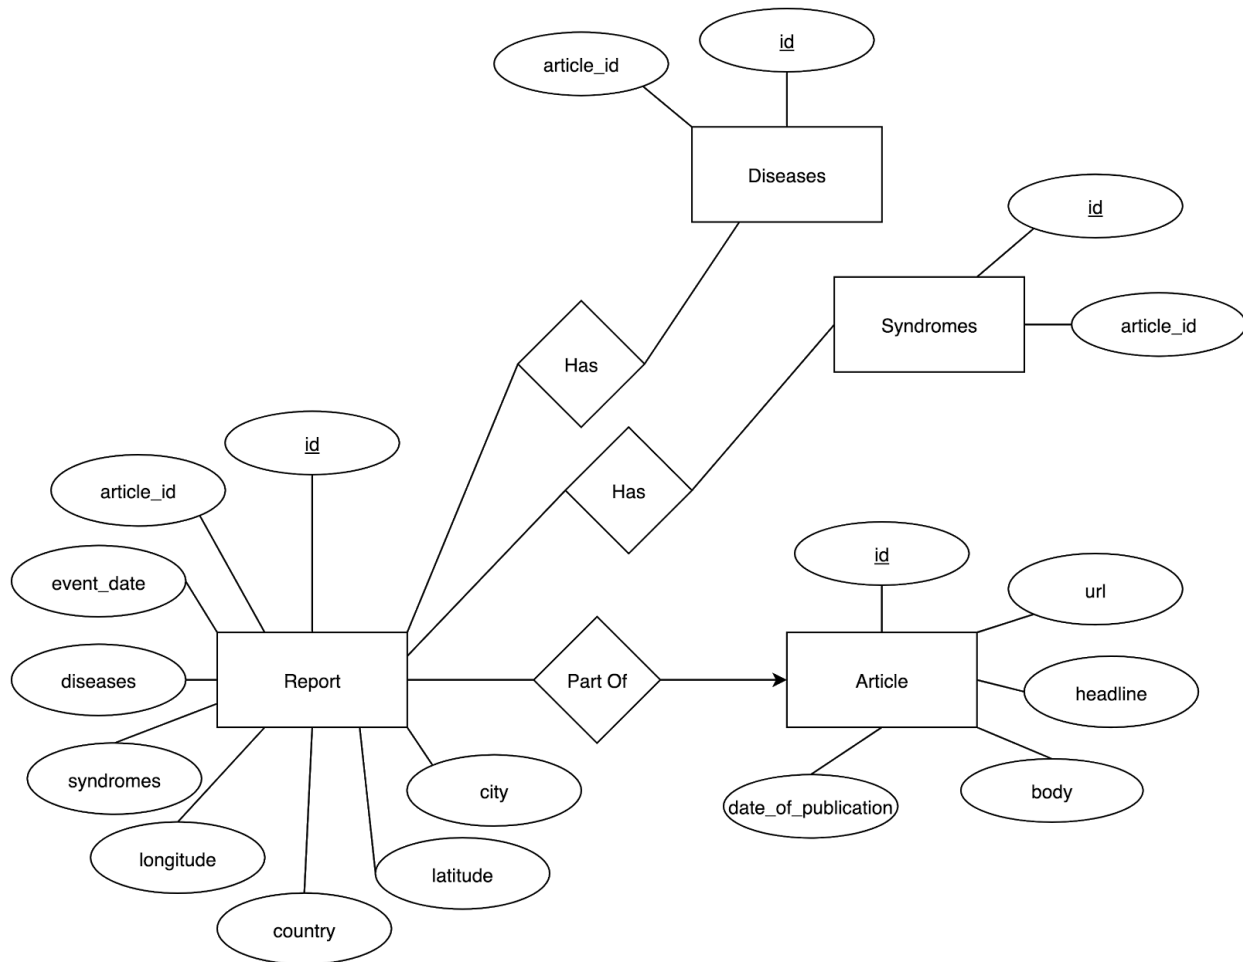 id
article_id
Diseases
id
Syndromes
article_id
Has
id
Has
article_id
id
event_date
url
diseases
Report
Part Of
Article
headline
syndromes
city
date_of_publication
body
longitude
latitude
country